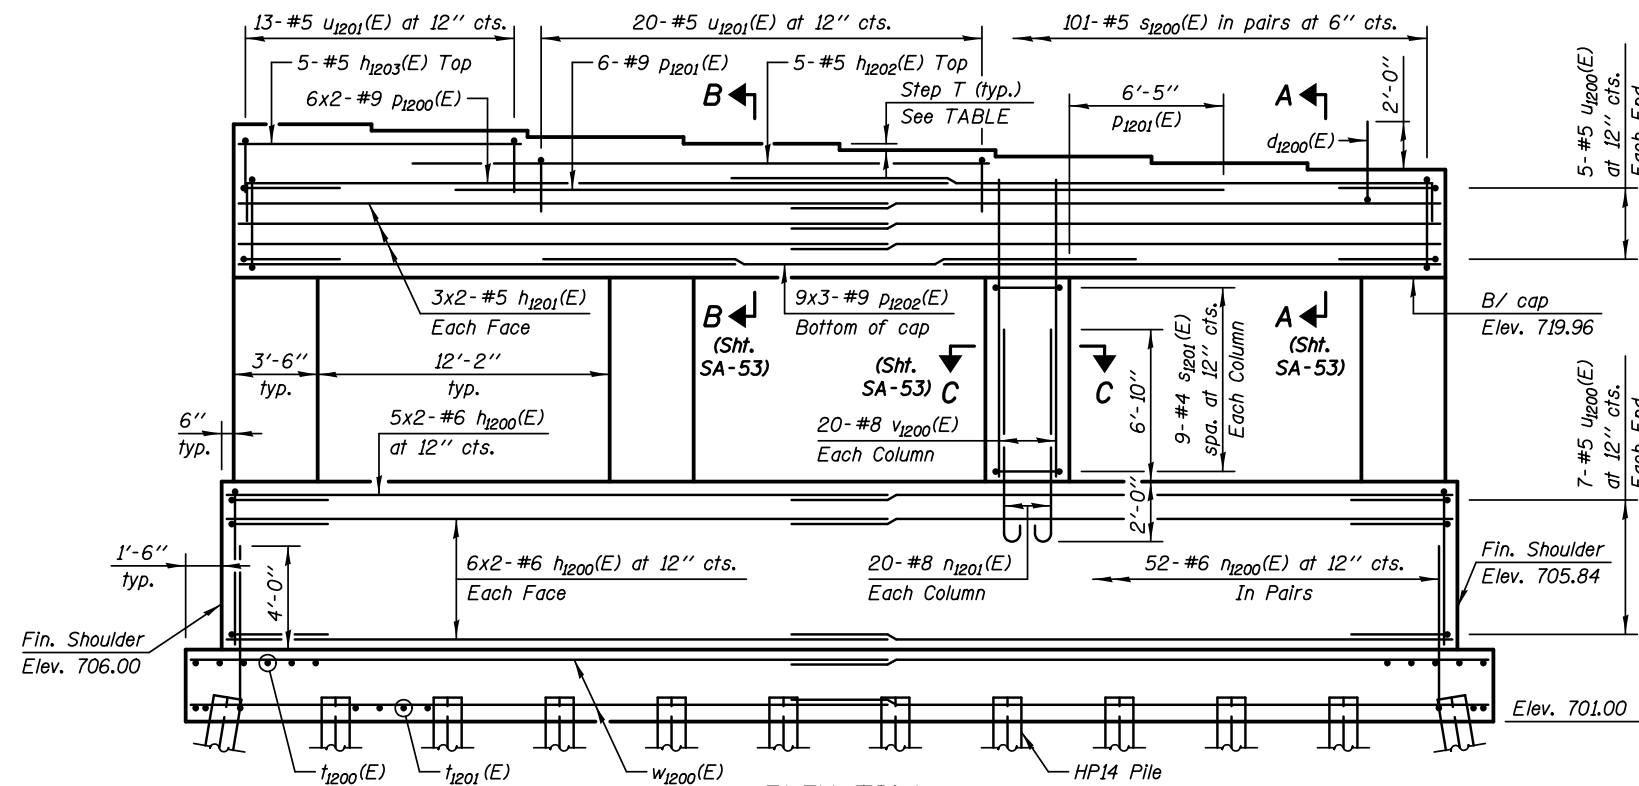 13-#5 u1201(E) at 12'' cts.
20-#5 u1201(E) at 12'' cts.
101-#5 s1200(E) in pairs at 6'' cts.
5-#5 h1203(E) Top
6-#9 p1201(E)
5-#5 h1202(E) Top
6x2-#9 p1200(E)
B
Step T (typ.)
See TABLE
6'-5''
p1201(E)
A
2'-0''
d1200(E)
5-#5 u1200(E)
at 12'' cts.
Each End
3x2-#5 h1201(E)
Each Face
B
(Sht.
SA-53)
9x3-#9 p1202(E)
Bottom of cap
A
(Sht.
SA-53)
B/ cap
Elev. 719.96
3'-6''
typ.
12'-2''
typ.
(Sht.
SA-53)
C
C
6'-10''
9-#4 s1201(E)
spa. at 12'' cts.
Each Column
6''
typ.
5x2-#6 h1200(E)
at 12'' cts.
20-#8 v1200(E)
Each Column
7-#5 u1200(E)
at 12'' cts.
Each End
2'-0''
1'-6''
typ.
4'-0''
6x2-#6 h1200(E) at 12'' cts.
Each Face
20-#8 n1201(E)
Each Column
52-#6 n1200(E) at 12'' cts.
In Pairs
Fin. Shoulder
Elev. 705.84
Fin. Shoulder
Elev. 706.00
Elev. 701.00
t1200(E)
t1201(E)
w1200(E)
HP14 Pile